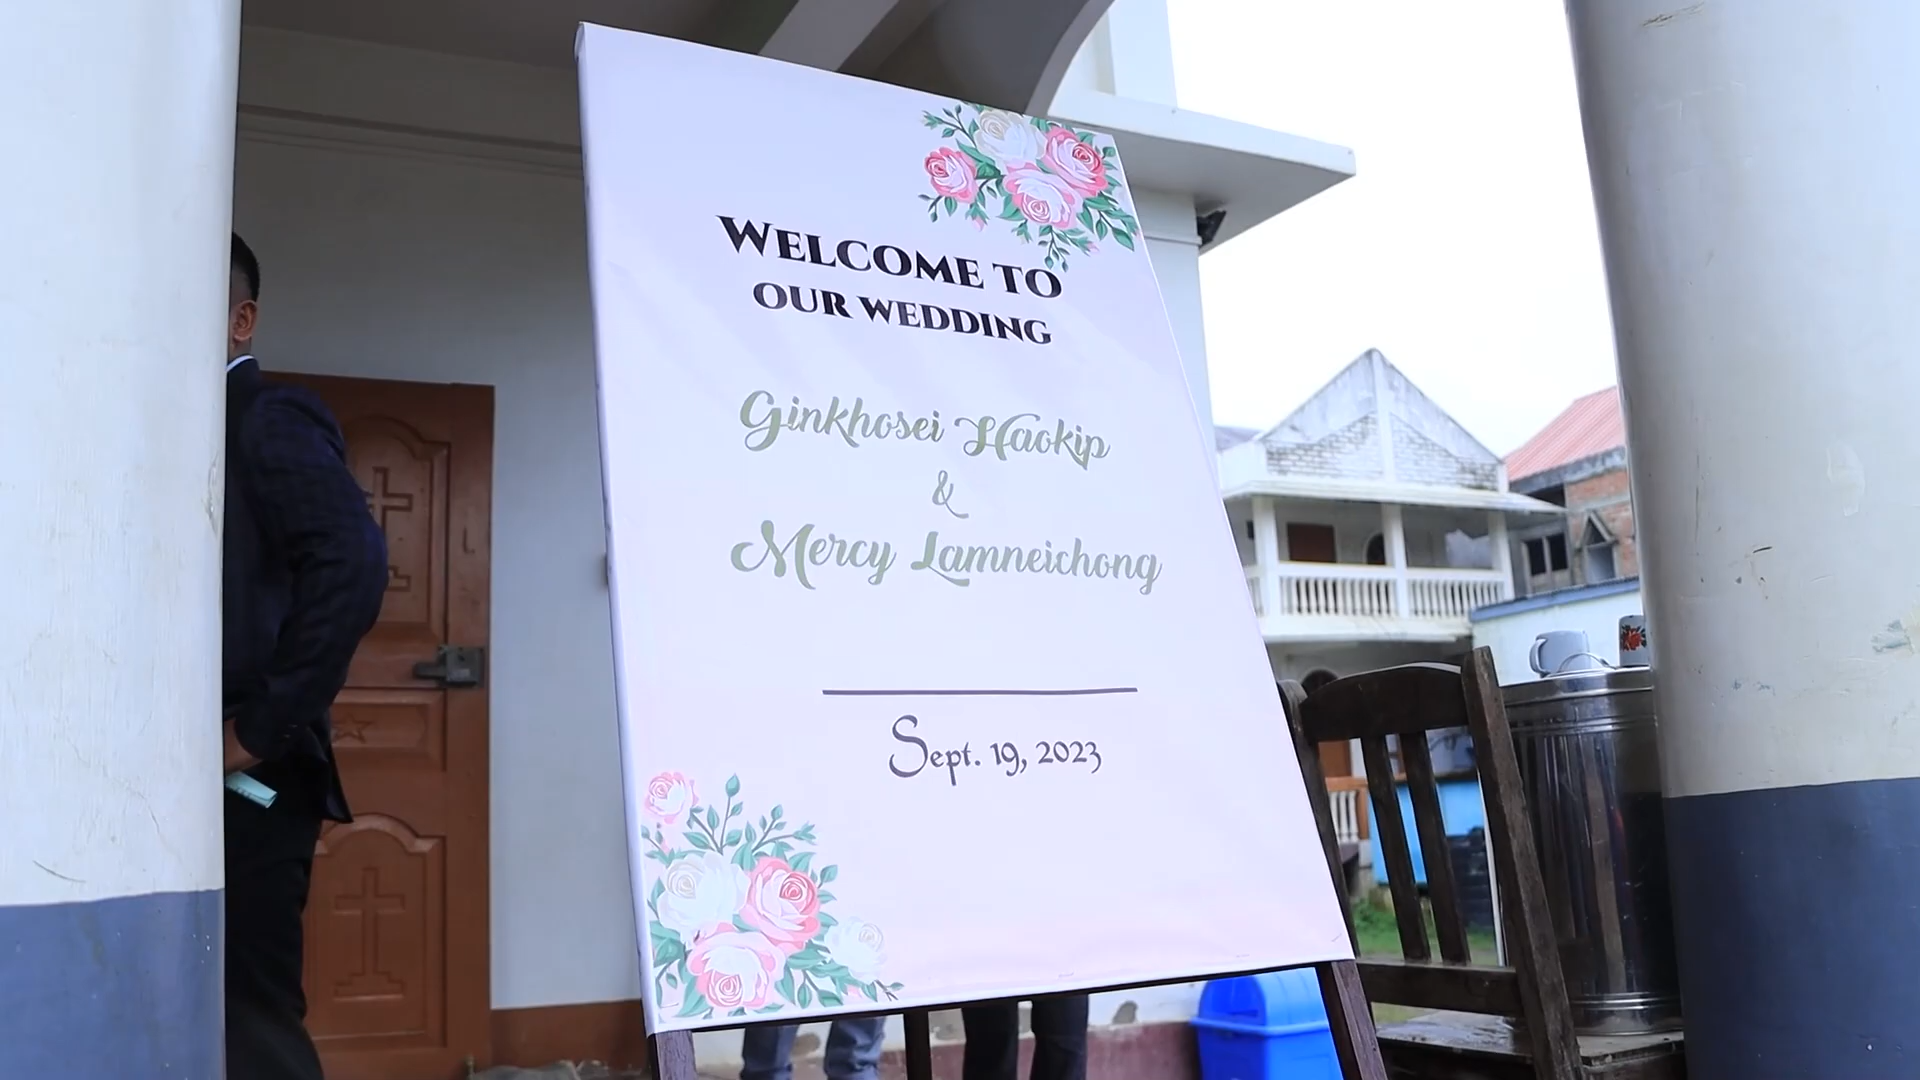 WELCOME TO
OUR WEDDING
Ginkhosei Haokip
&
Mercy Lamneichong
Sept. 19, 2023